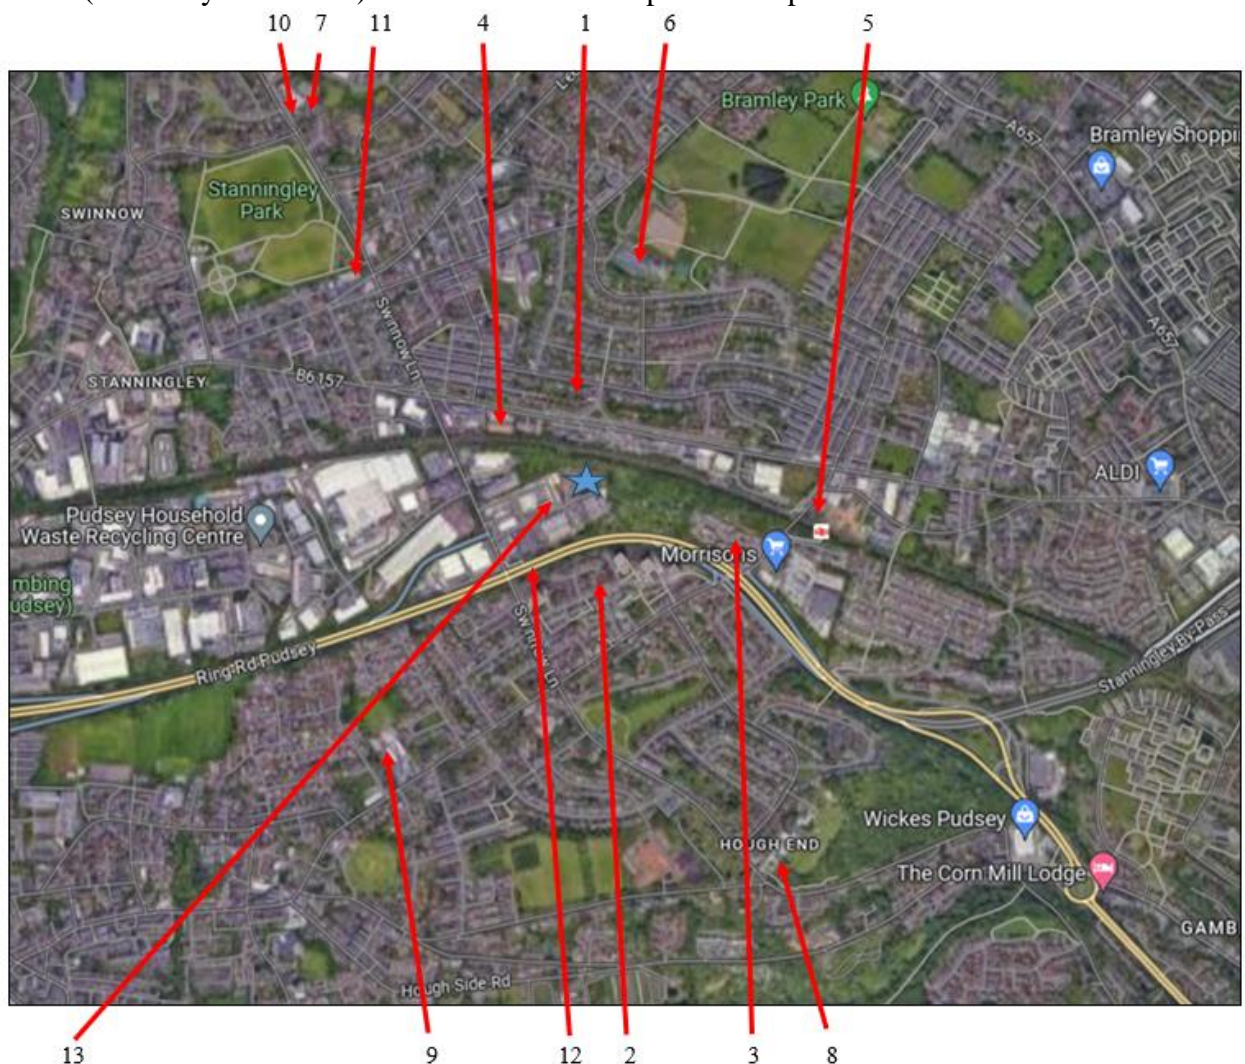 10 7 11 4 1 6 5
Bramley Park
A657
Bramley Shoppi
Stanningley
Park
SWINNOW
Swinnow Ln
A657
STANNINGLEY
B6157
ALDI
Pudsey Household
Waste Recycling Centre
Morrisons
mbing
udsey)
Swinnow Ln
Stanningley By-Pass
Ring Rd Pudsey
Wickes Pudsey
HOUGH END
The Corn Mill Lodge
GAMB
Hough Side Rd
13 9 12 2 3 8